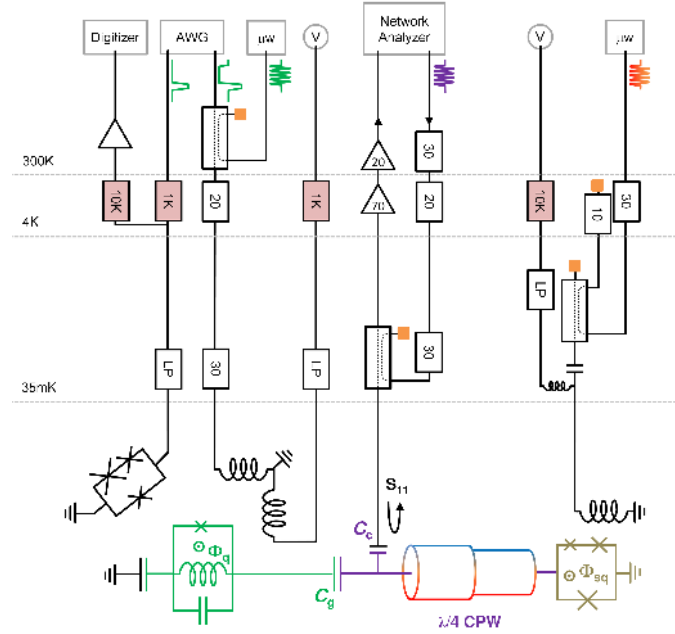 Digitizer
AWG
μw
V
Network
Analyzer
V
μw
300K
20
30
10K
1K
20
1K
70
20
10K
10
30
4K
LP
LP
30
LP
30
35mK
S11
Cc
Φq
Cg
Φsq
λ/4 CPW